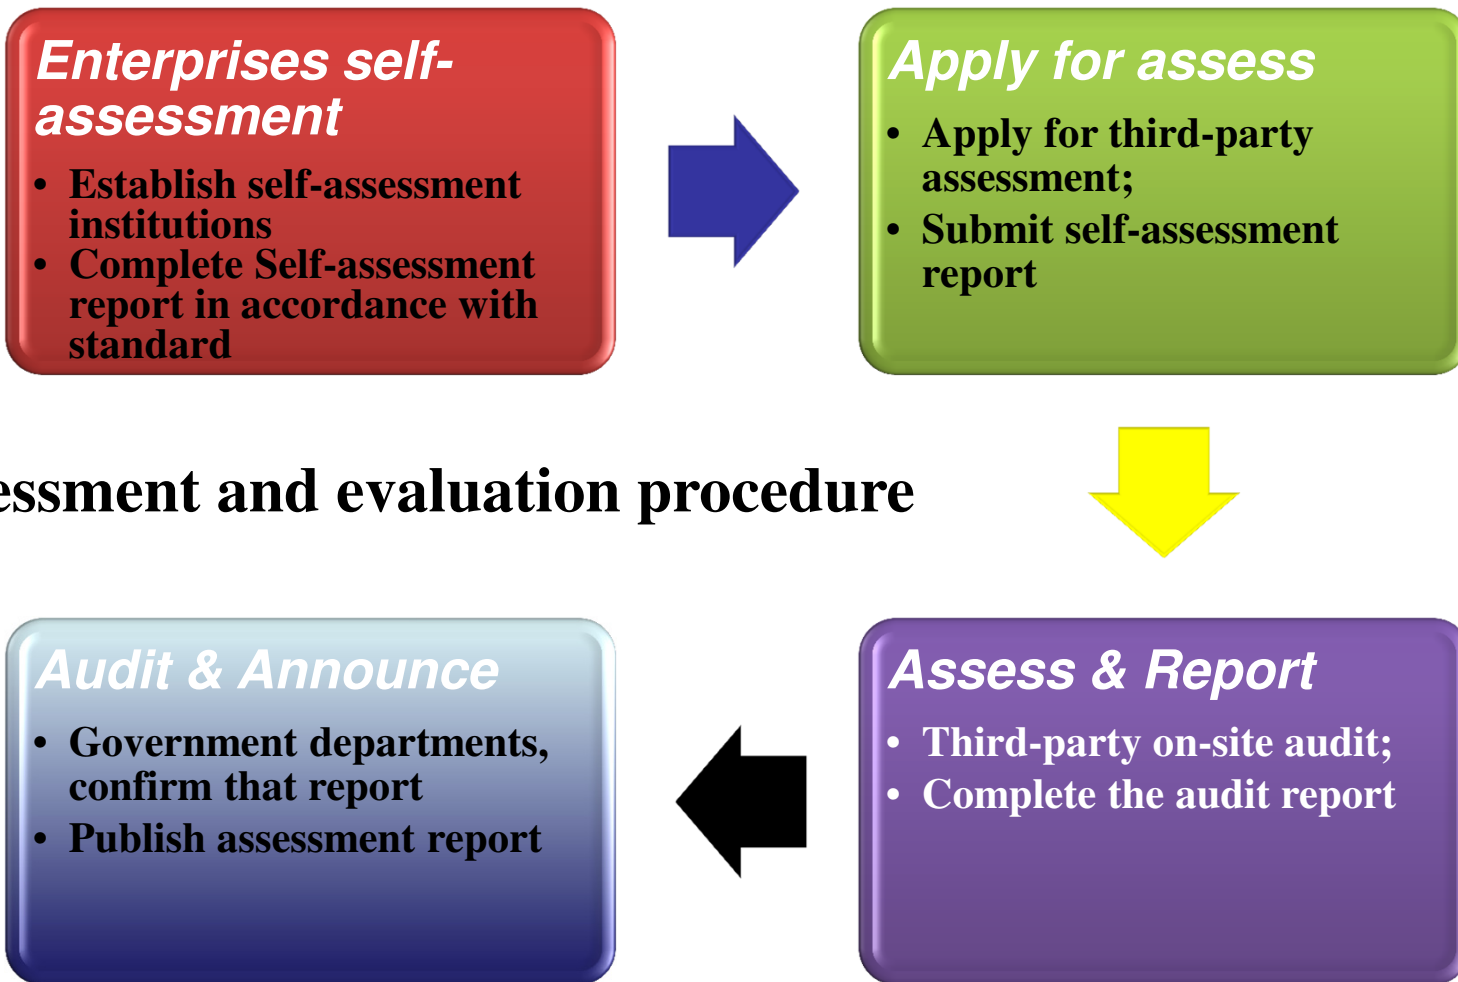 Enterprises self-
assessment
• Establish self-assessment
institutions
• Complete Self-assessment
report in accordance with
standard
Apply for assess
• Apply for third-party
assessment;
• Submit self-assessment
report
essment and evaluation procedure
Audit & Announce
• Government departments,
confirm that report
• Publish assessment report
Assess & Report
• Third-party on-site audit;
• Complete the audit report